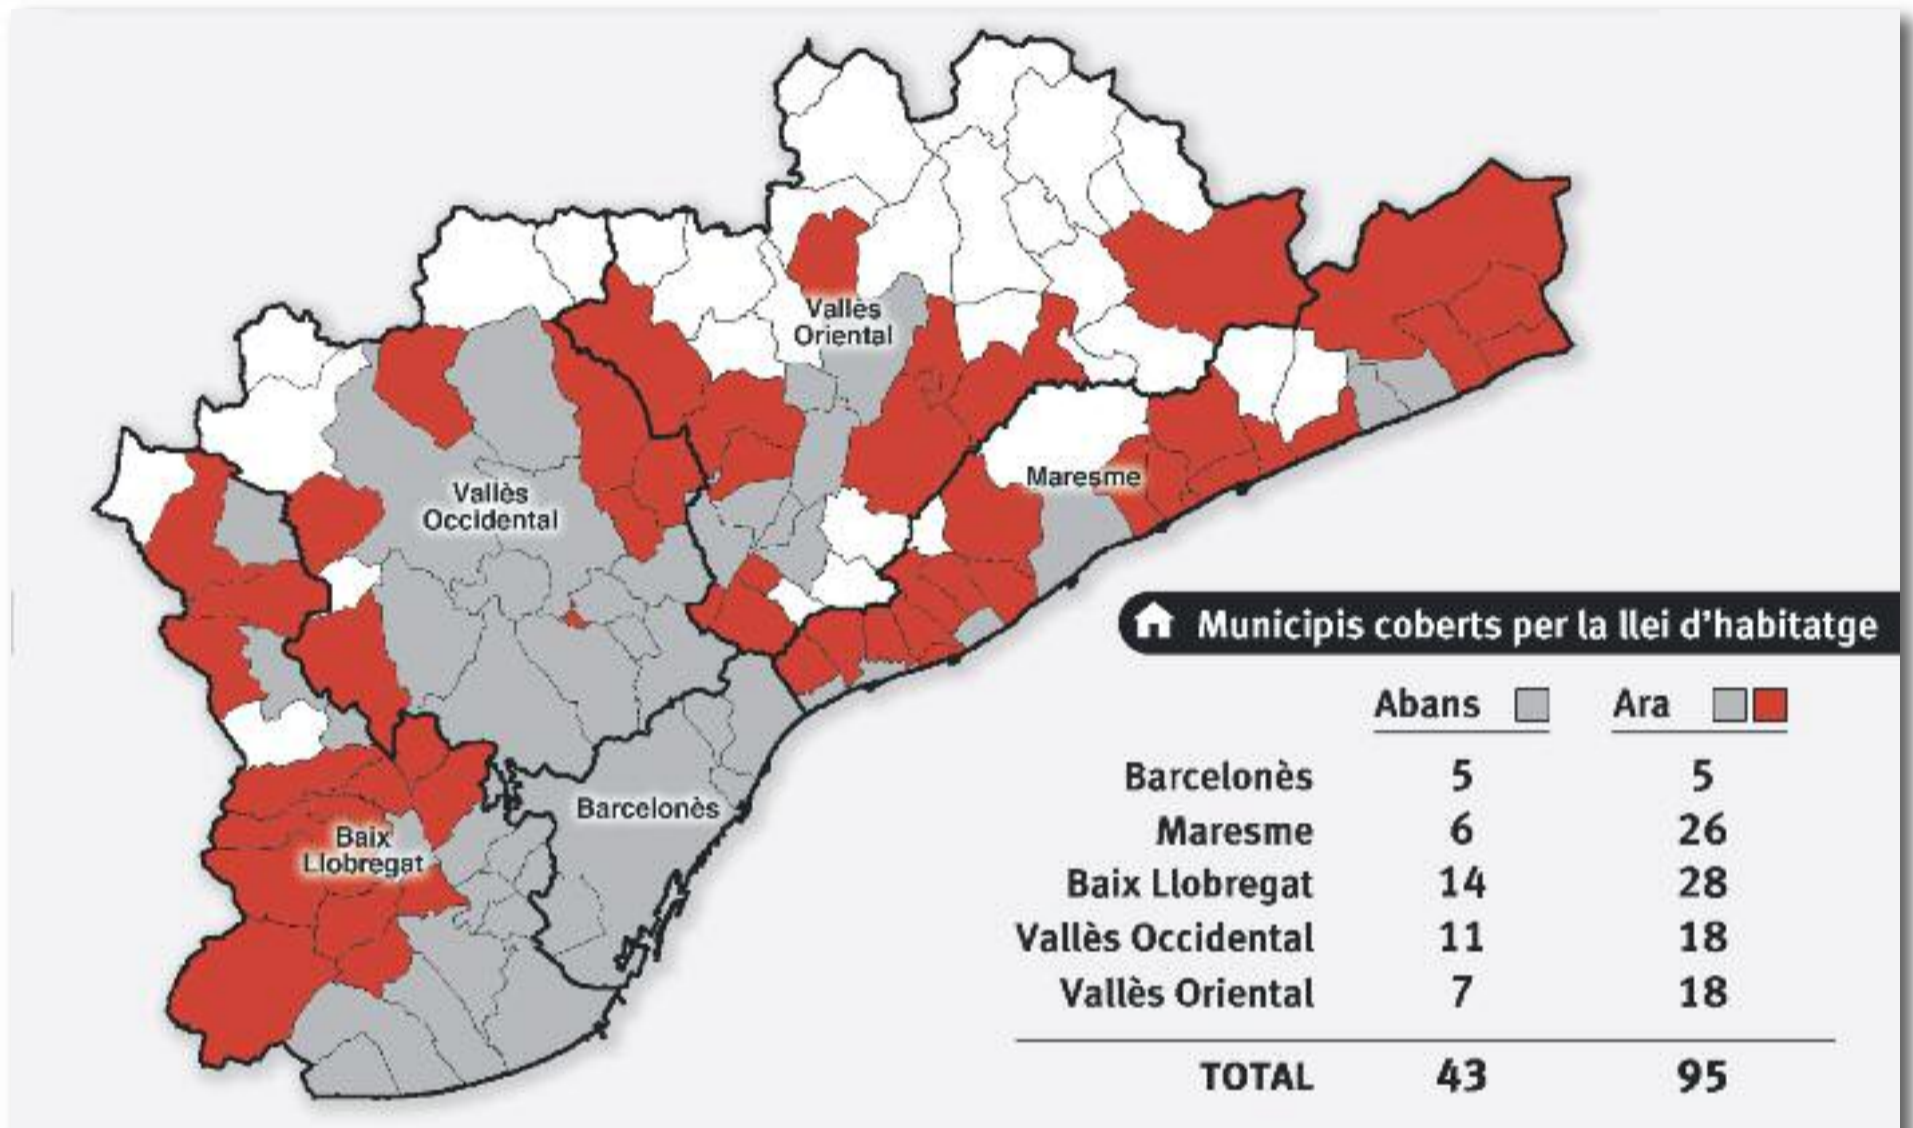 Vallès
Oriental
Vallès
Occidental
Maresme
Barcelonès
Baix
Llobregat
Municipis coberts per la llei d'habitatge
Abans Ara
Barcelonès 5 5
Maresme 6 26
Baix Llobregat 14 28
Vallès Occidental 11 18
Vallès Oriental 7 18
TOTAL 43 95